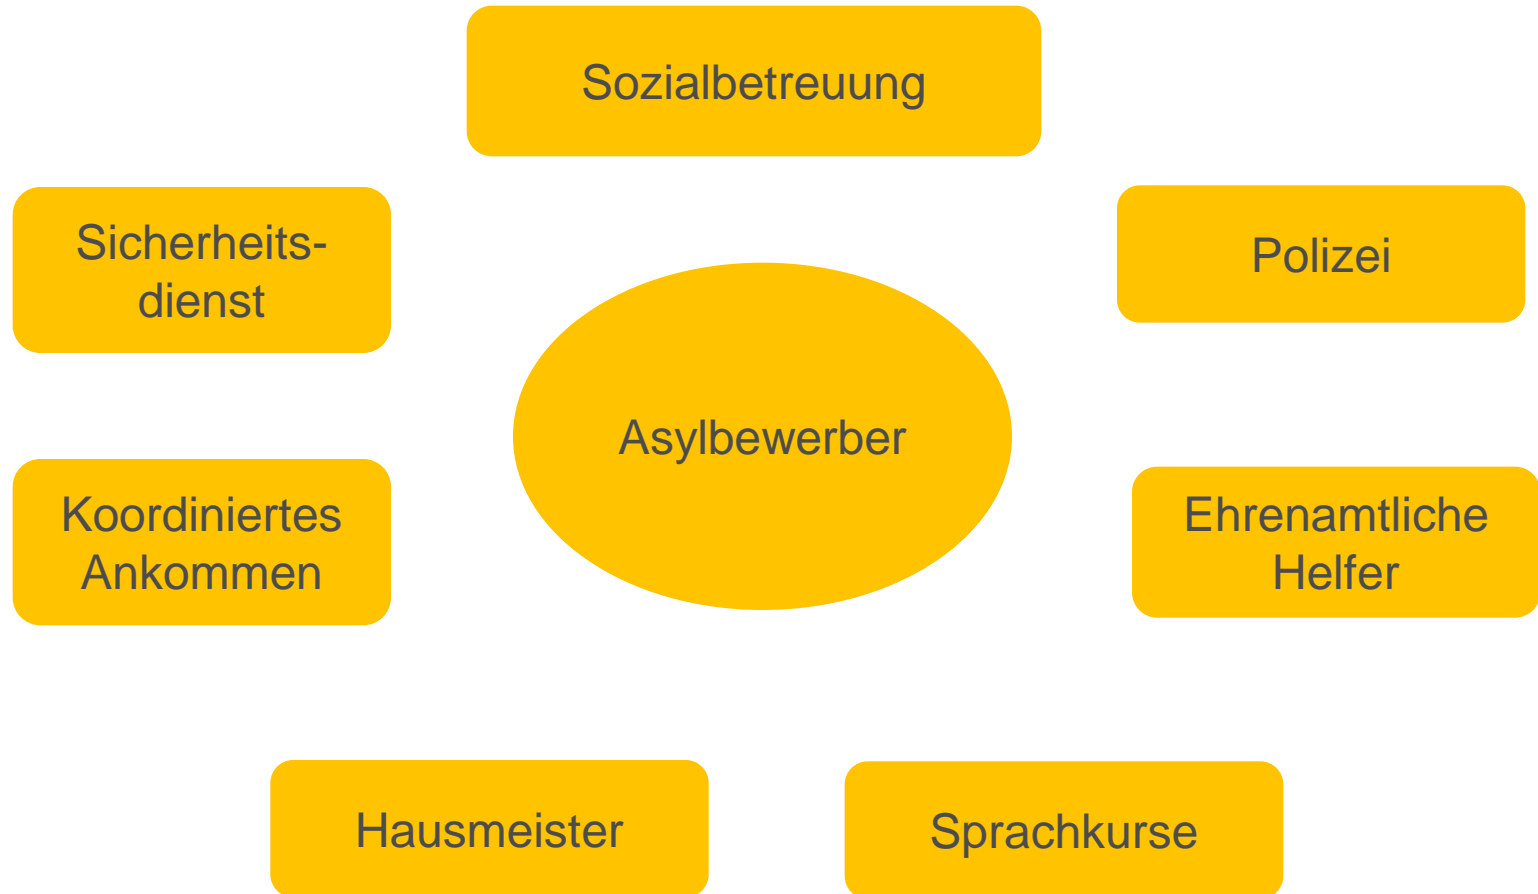 Sozialbetreuung
Sicherheits-
dienst
Polizei
Asylbewerber
Koordiniertes
Ankommen
Ehrenamtliche
Helfer
Hausmeister
Sprachkurse